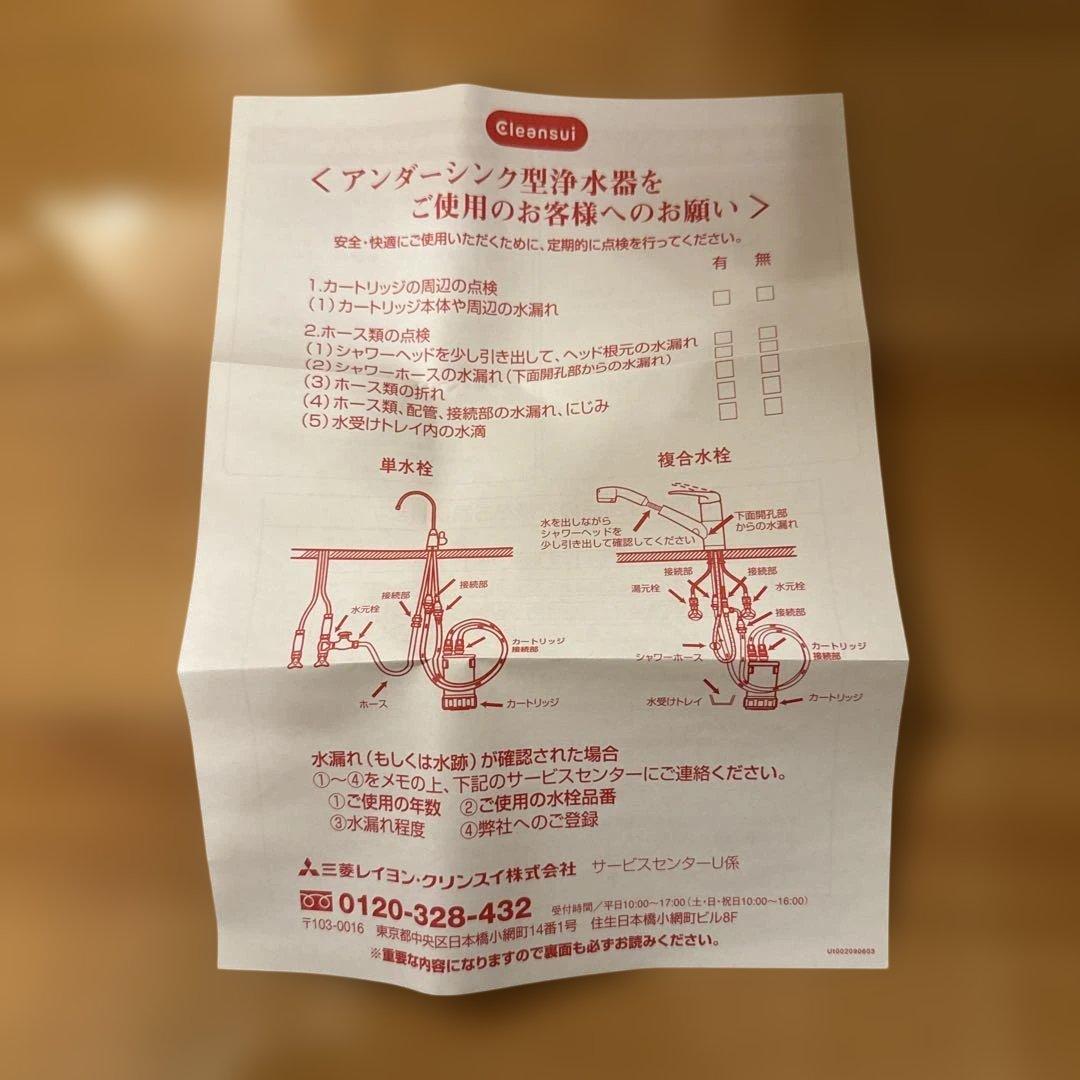 Cleansui
＜アンダーシンク型浄水器を
ご使用のお客様へのお願い＞
安全・快適にご使用いただくために、定期的に点検を行ってください。
有 無
1.カートリッジの周辺の点検
(1)カートリッジ本体や周辺の水漏れ □ □
2.ホース類の点検
(1)シャワーヘッドを少し引き出して、ヘッド根元の水漏れ □ □
(2)シャワーホースの水漏れ(下面開孔部からの水漏れ) □ □
(3)ホース類の折れ □ □
(4)ホース類、配管、接続部の水漏れ、にじみ □ □
(5)水受けトレイ内の水滴 □ □
単水栓
接続部
接続部
水元栓
カートリッジ
接続部
ホース
カートリッジ
複合水栓
水を出しながら
シャワーヘッドを
少し引き出して確認してください
下面開孔部
からの水漏れ
接続部
接続部
湯元栓
水元栓
接続部
カートリッジ
接続部
シャワーホース
水受けトレイ
カートリッジ
水漏れ(もしくは水跡)が確認された場合
①〜④をメモの上、下記のサービスセンターにご連絡ください。
①ご使用の年数 ②ご使用の水栓品番
③水漏れ程度 ④弊社へのご登録
三菱レイヨン・クリンスイ株式会社 サービスセンターU係
0120-328-432 受付時間／平日10:00〜17:00(土・日・祝日10:00〜16:00)
〒103-0016 東京都中央区日本橋小網町14番1号 住生日本橋小網町ビル8F
※重要な内容になりますので裏面も必ずお読みください。
U1002090603